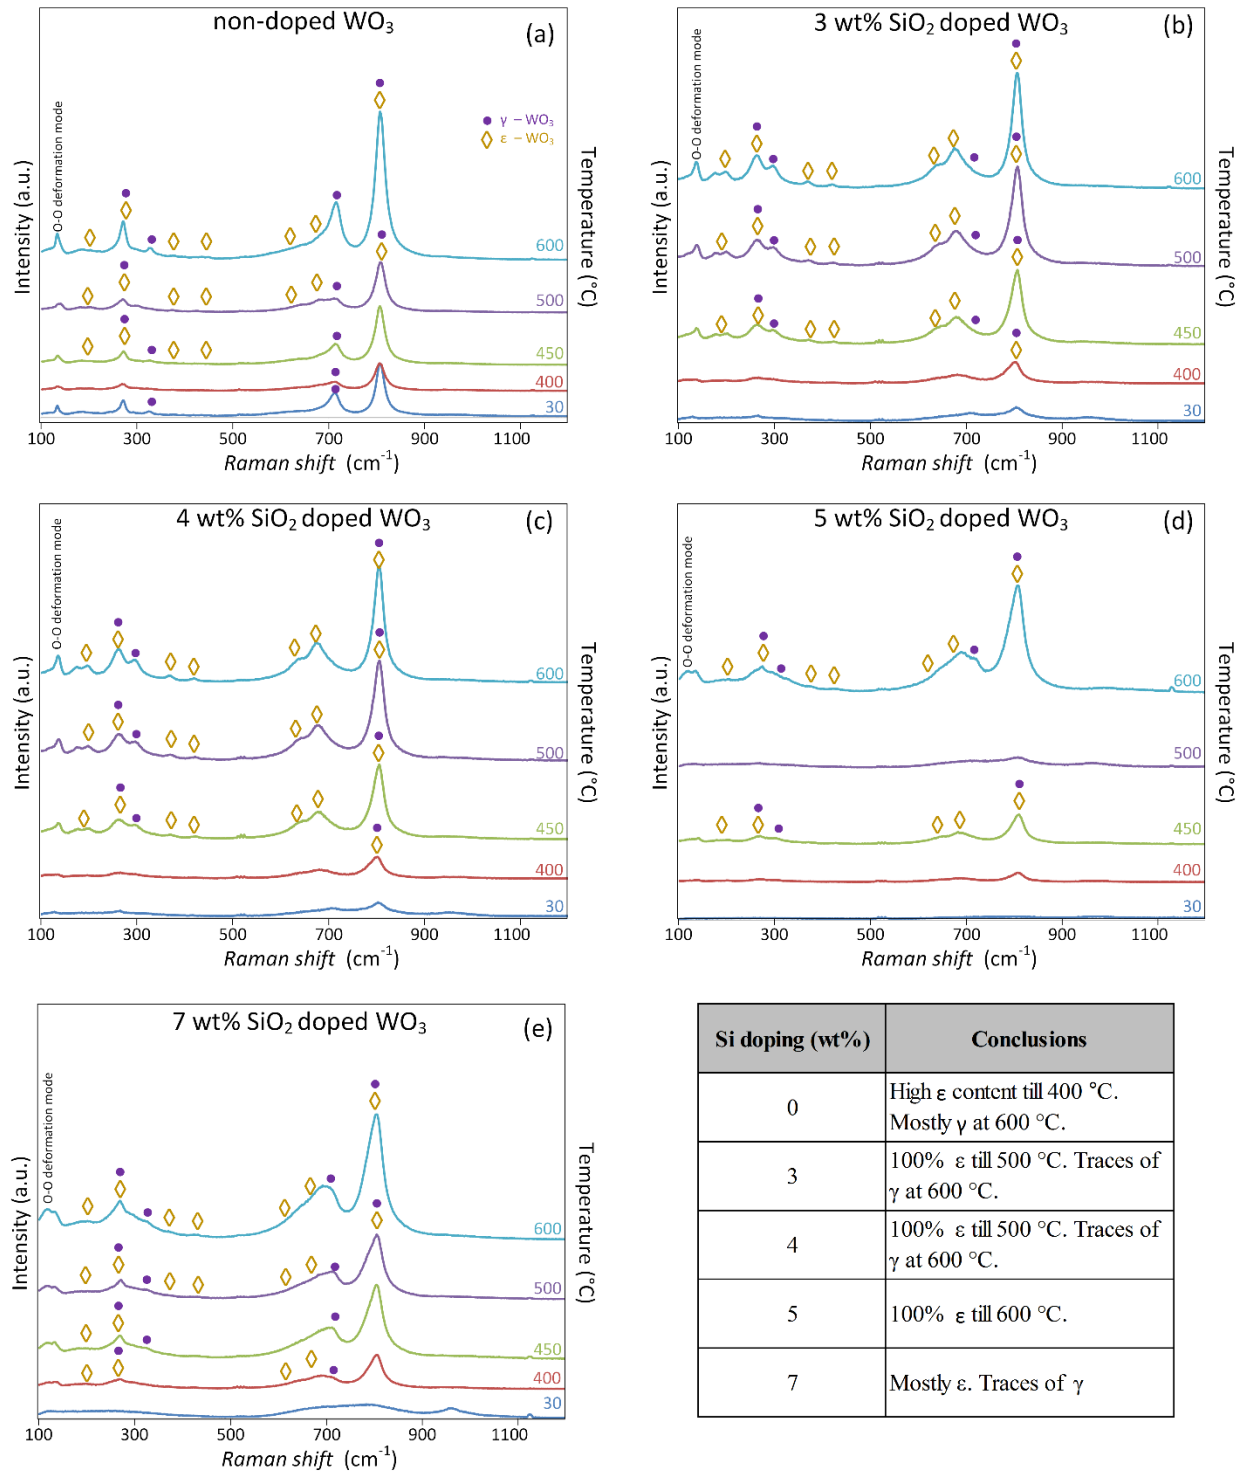 non-doped WO₃
(a)
O-O deformation mode
γ – WO₃
ε – WO₃
Intensity (a.u.)
Temperature (°C)
600
500
450
400
30
100 300 500 700 900 1100
Raman shift (cm⁻¹)
3 wt% SiO₂ doped WO₃
(b)
O-O deformation mode
Intensity (a.u.)
Temperature (°C)
600
500
450
400
30
100 300 500 700 900 1100
Raman shift (cm⁻¹)
4 wt% SiO₂ doped WO₃
(c)
O-O deformation mode
Intensity (a.u.)
Temperature (°C)
600
500
450
400
30
100 300 500 700 900 1100
Raman shift (cm⁻¹)
5 wt% SiO₂ doped WO₃
(d)
O-O deformation mode
Intensity (a.u.)
Temperature (°C)
600
500
450
400
30
100 300 500 700 900 1100
Raman shift (cm⁻¹)
7 wt% SiO₂ doped WO₃
(e)
O-O deformation mode
Intensity (a.u.)
Temperature (°C)
600
500
450
400
30
100 300 500 700 900 1100
Raman shift (cm⁻¹)
Si doping (wt%) Conclusions
0
High ε content till 400 °C.
Mostly γ at 600 °C.
3
100% ε till 500 °C. Traces of
γ at 600 °C.
4
100% ε till 500 °C. Traces of
γ at 600 °C.
5
100% ε till 600 °C.
7
Mostly ε. Traces of γ